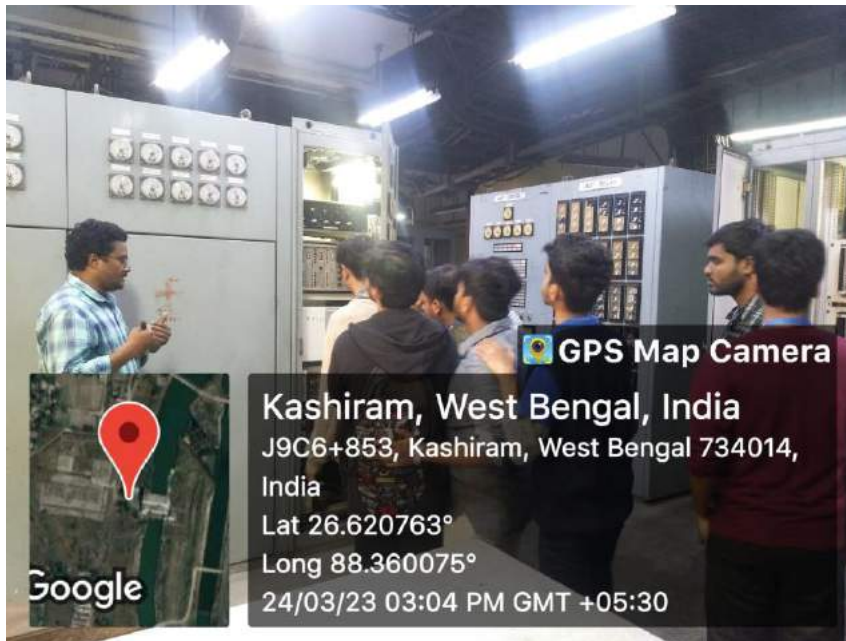 GPS Map Camera
Kashiram, West Bengal, India
J9C6+853, Kashiram, West Bengal 734014,
India
Lat 26.620763°
Long 88.360075°
24/03/23 03:04 PM GMT +05:30
Google